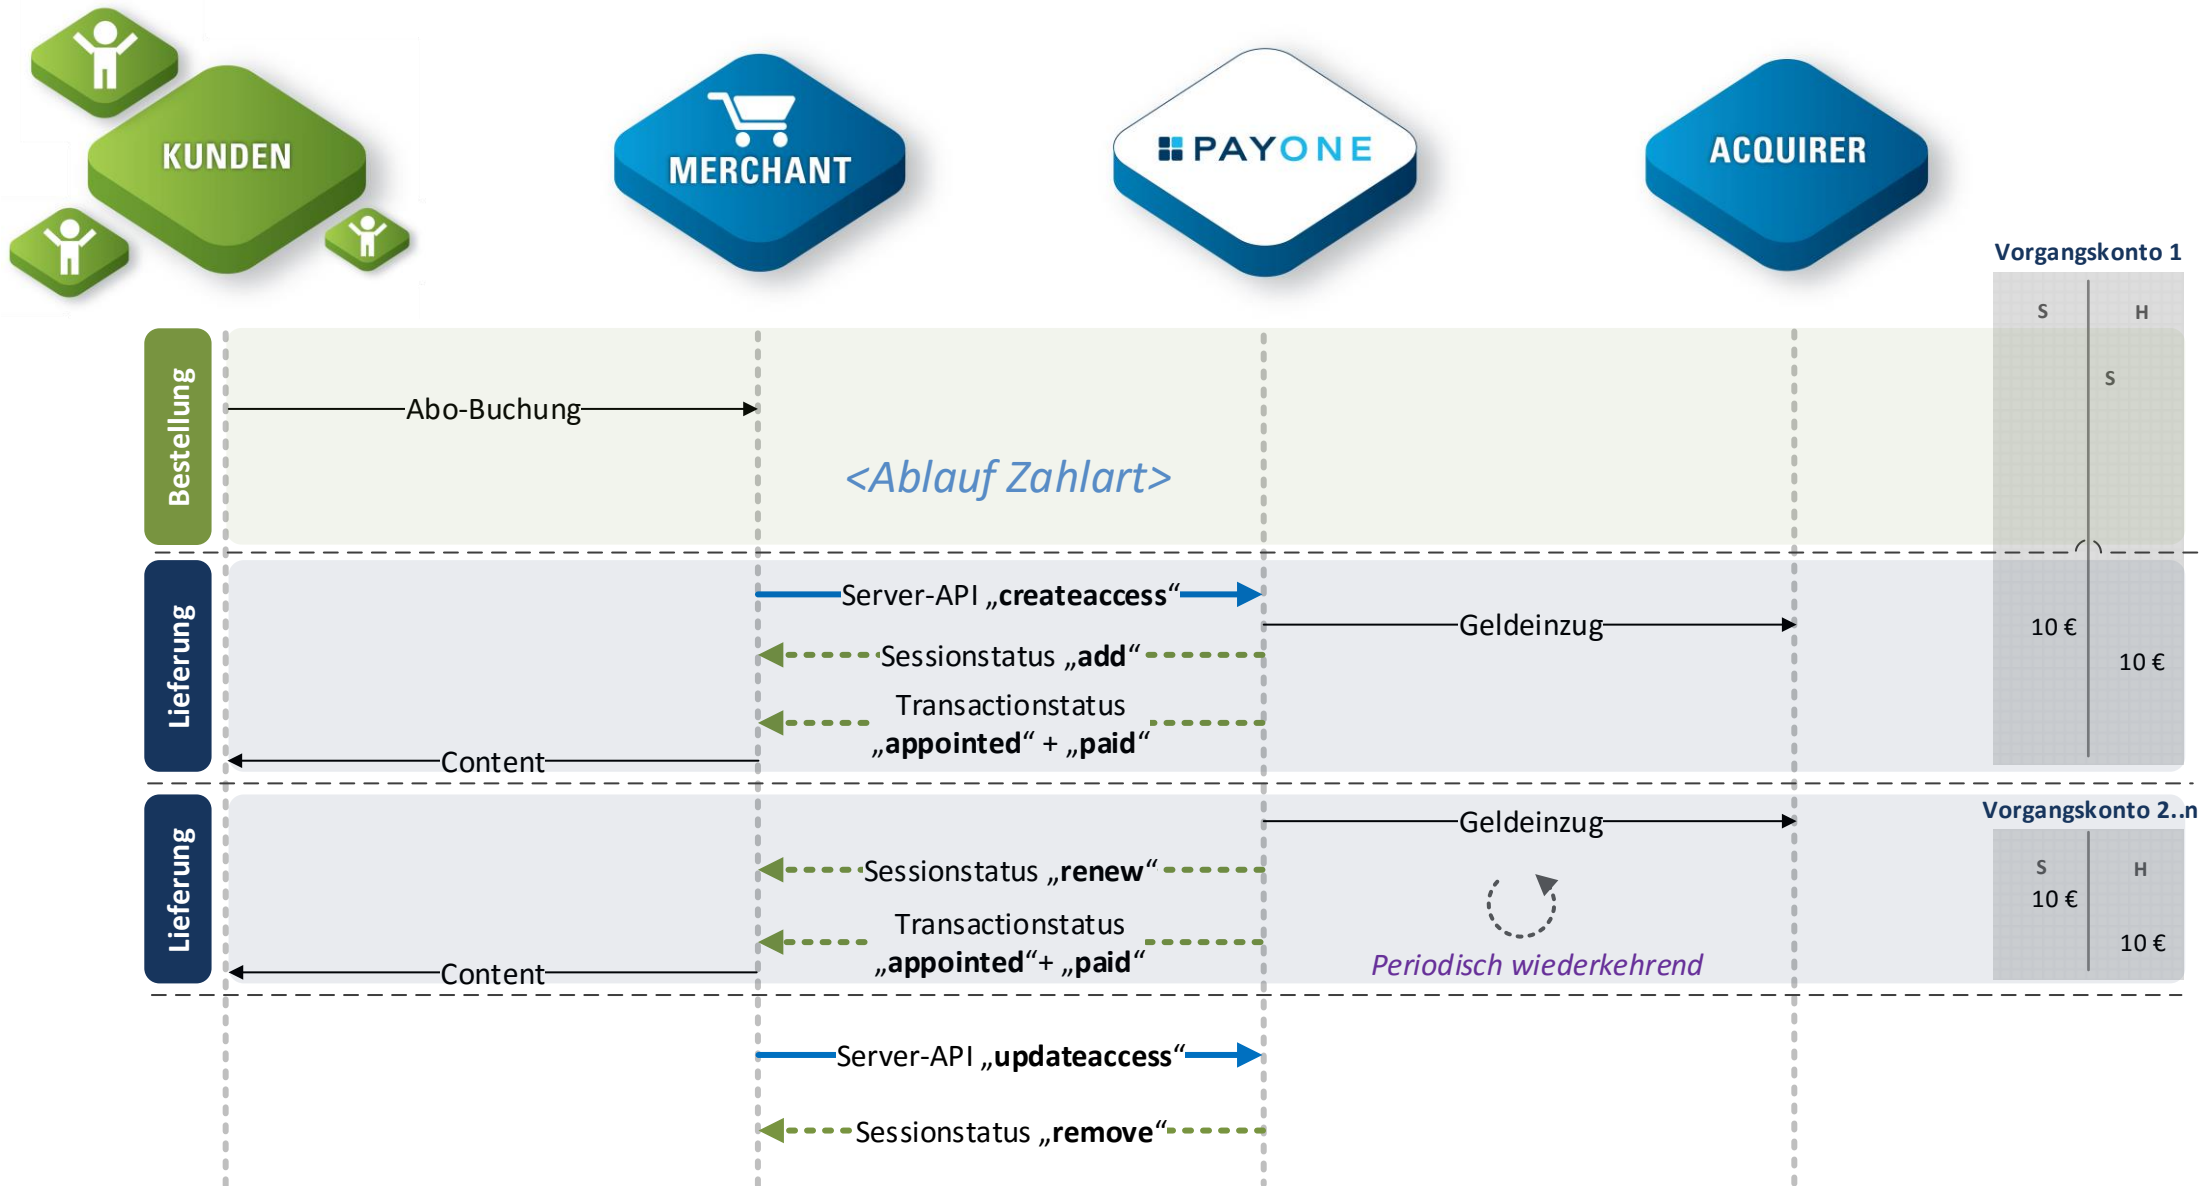 KUNDEN
MERCHANT
PAYONE
ACQUIRER
Vorgangskonto 1
S H
S
Bestellung
Abo-Buchung
<Ablauf Zahlart>
Lieferung
Server-API „createaccess“
Geldeinzug
10 €
Sessionstatus „add“
10 €
Transactionstatus
„appointed“ + „paid“
Content
Lieferung
Vorgangskonto 2..n
Geldeinzug
Sessionstatus „renew“
S H
10 €
Transactionstatus
„appointed“+ „paid“
10 €
Periodisch wiederkehrend
Content
Server-API „updateaccess“
Sessionstatus „remove“